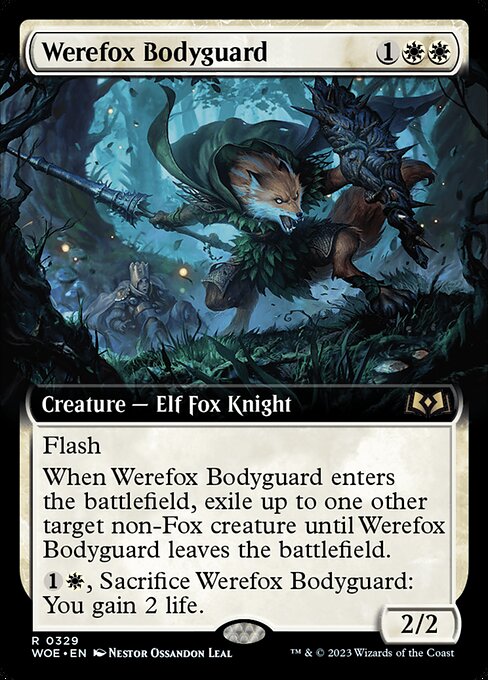 Werefox Bodyguard 1
Creature — Elf Fox Knight
Flash
When Werefox Bodyguard enters
the battlefield, exile up to one other
target non-Fox creature until Werefox
Bodyguard leaves the battlefield.
1, Sacrifice Werefox Bodyguard:
You gain 2 life.
2/2
R 0329
WOE • EN Nestor Ossandon Leal
™ & © 2023 Wizards of the Coast